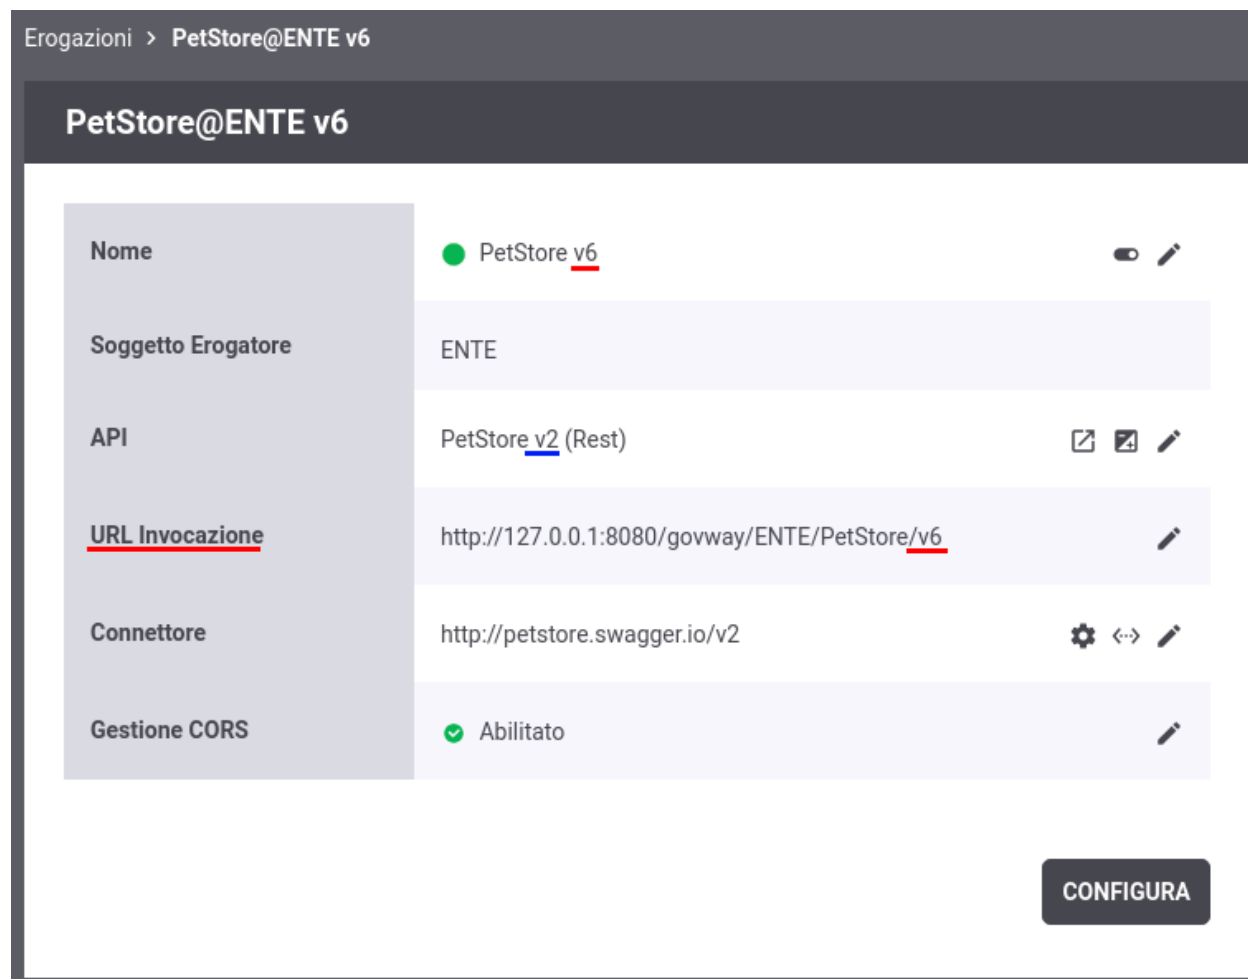 Erogazioni > PetStore@ENTE v6
PetStore@ENTE v6
Nome PetStore v6
Soggetto Erogatore ENTE
API PetStore v2 (Rest)
URL Invocazione http://127.0.0.1:8080/govway/ENTE/PetStore/v6
Connettore http://petstore.swagger.io/v2
Gestione CORS Abilitato
CONFIGURA